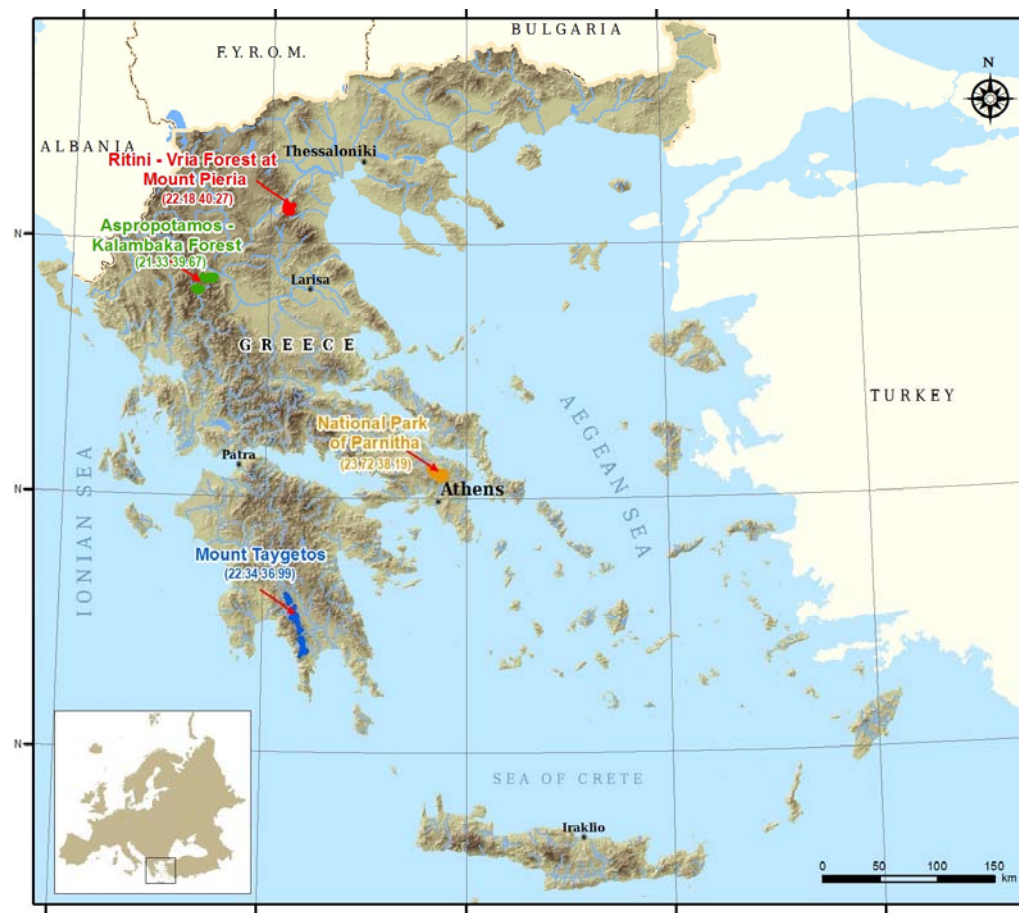 BULGARIA
F.Y.R.O.M.
N
ALBANIA
Thessaloniki
Ritini - Vria Forest at
Mount Pieria
(22.18 40.27)
Aspropotamos -
Kalambaka Forest
(21.33 39.67)
N
Larisa
GREECE
TURKEY
AEGEAN SEA
National Park
of Parnitha
(23.72 38.19)
Patra
Athens
N
IONIAN SEA
Mount Taygetos
(22.34 36.99)
N
SEA OF CRETE
Iraklio
0 50 100 150
km